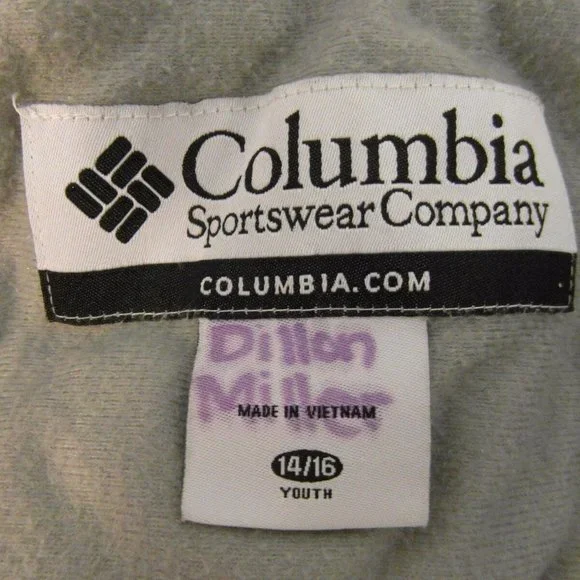 Columbia
Sportswear Company
COLUMBIA.COM
Dillon
Miller
MADE IN VIETNAM
14/16
YOUTH